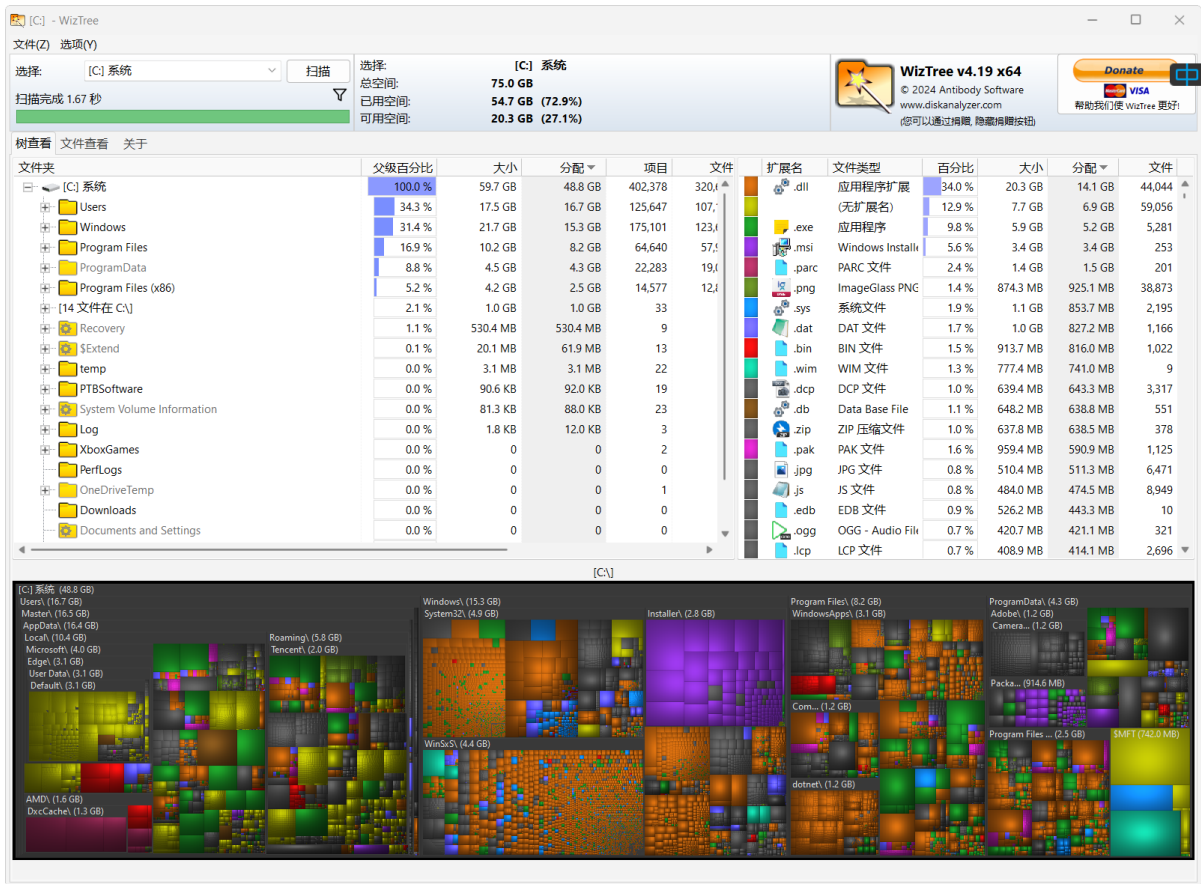 [C:] - WizTree
文件(Z) 选项(Y)
选择: [C:] 系统 扫描
扫描完成 1.67 秒
选择: [C:] 系统
总空间: 75.0 GB
已用空间: 54.7 GB (72.9%)
可用空间: 20.3 GB (27.1%)
WizTree v4.19 x64
© 2024 Antibody Software
www.diskanalyzer.com
(您可以通过捐赠, 隐藏捐赠按钮)
Donate
MasterCard VISA
帮助我们使 WizTree 更好!
树查看 文件查看 关于
文件夹 父级百分比 大小 分配 项目 文件
[C:] 系统 100.0 % 59.7 GB 48.8 GB 402,378 320,
Users 34.3 % 17.5 GB 16.7 GB 125,647 107,
Windows 31.4 % 21.7 GB 15.3 GB 175,101 123,
Program Files 16.9 % 10.2 GB 8.2 GB 64,640 57,
ProgramData 8.8 % 4.5 GB 4.3 GB 22,283 19,
Program Files (x86) 5.2 % 4.2 GB 2.5 GB 14,577 12,
[14 文件在 C:\] 2.1 % 1.0 GB 1.0 GB 33
Recovery 1.1 % 530.4 MB 530.4 MB 9
$Extend 0.1 % 20.1 MB 61.9 MB 13
temp 0.0 % 3.1 MB 3.1 MB 22
PTBSoftware 0.0 % 90.6 KB 92.0 KB 19
System Volume Information 0.0 % 81.3 KB 88.0 KB 23
Log 0.0 % 1.8 KB 12.0 KB 3
XboxGames 0.0 % 0 0 2
PerfLogs 0.0 % 0 0 0
OneDriveTemp 0.0 % 0 0 1
Downloads 0.0 % 0 0 0
Documents and Settings 0.0 % 0 0 0
扩展名 文件类型 百分比 大小 分配 文件
.dll 应用程序扩展 34.0 % 20.3 GB 14.1 GB 44,044
(无扩展名) 12.9 % 7.7 GB 6.9 GB 59,056
.exe 应用程序 9.8 % 5.9 GB 5.2 GB 5,281
.msi Windows Installe 5.6 % 3.4 GB 3.4 GB 253
.parc PARC 文件 2.4 % 1.4 GB 1.5 GB 201
.png ImageGlass PNG 1.4 % 874.3 MB 925.1 MB 38,873
.sys 系统文件 1.9 % 1.1 GB 853.7 MB 2,195
.dat DAT 文件 1.7 % 1.0 GB 827.2 MB 1,166
.bin BIN 文件 1.5 % 913.7 MB 816.0 MB 1,022
.wim WIM 文件 1.3 % 777.4 MB 741.0 MB 9
.dcp DCP 文件 1.0 % 639.4 MB 643.3 MB 3,317
.db Data Base File 1.1 % 648.2 MB 638.8 MB 551
.zip ZIP 压缩文件 1.0 % 637.8 MB 638.5 MB 378
.pak PAK 文件 1.6 % 959.4 MB 590.9 MB 1,125
.jpg JPG 文件 0.8 % 510.4 MB 511.3 MB 6,471
.js JS 文件 0.8 % 484.0 MB 474.5 MB 8,949
.edb EDB 文件 0.9 % 526.2 MB 443.3 MB 10
.ogg OGG - Audio File 0.7 % 420.7 MB 421.1 MB 321
.lcp LCP 文件 0.7 % 408.9 MB 414.1 MB 2,696
[C:\]
[C:] 系统 (48.8 GB)
Users\ (16.7 GB)
Master\ (16.5 GB)
AppData\ (16.4 GB)
Local\ (10.4 GB)
Microsoft\ (4.0 GB)
Edge\ (3.1 GB)
User Data\ (3.1 GB)
Default\ (3.1 GB)
AMD\ (1.6 GB)
DxcCache\ (1.3 GB)
Roaming\ (5.8 GB)
Tencent\ (2.0 GB)
Windows\ (15.3 GB)
System32\ (4.9 GB)
WinSxS\ (4.4 GB)
Installer\ (2.8 GB)
Program Files\ (8.2 GB)
WindowsApps\ (3.1 GB)
Com... (1.2 GB)
dotnet\ (1.2 GB)
ProgramData\ (4.3 GB)
Adobe\ (1.2 GB)
Camera... (1.2 GB)
Packa... (914.6 MB)
Program Files ... (2.5 GB)
$MFT (742.0 MB)